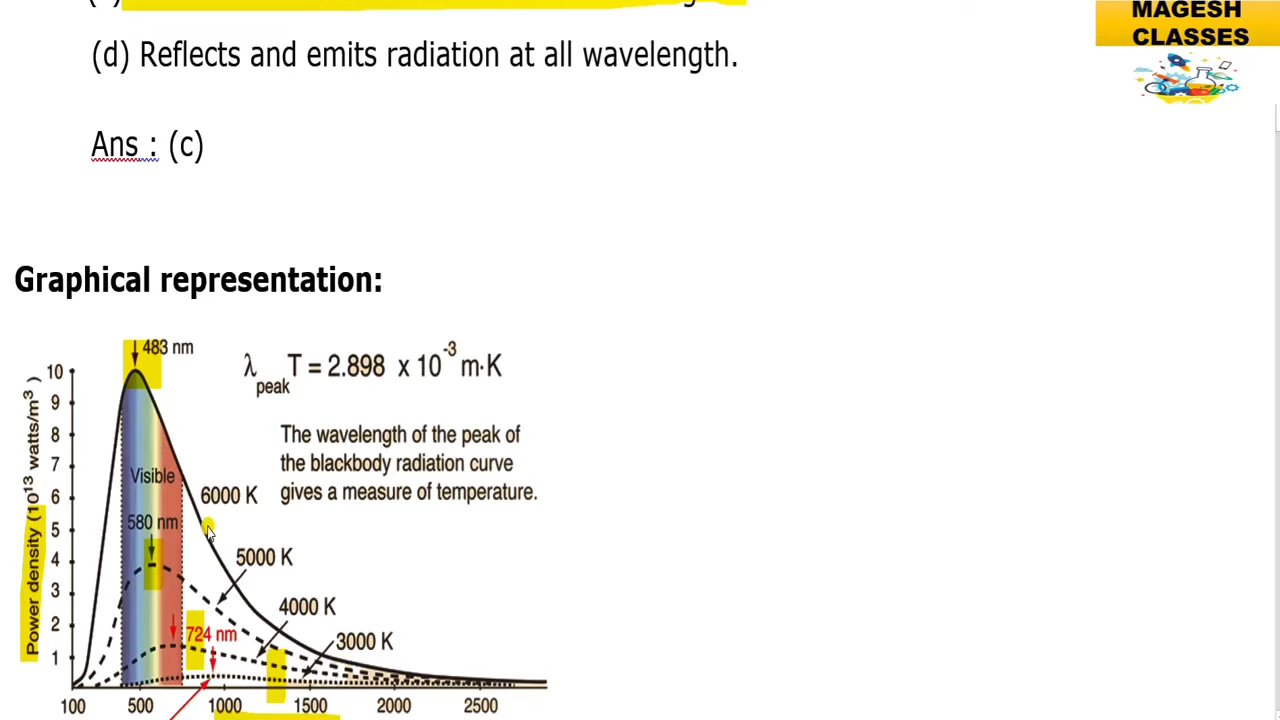 MAGESH
CLASSES
(d) Reflects and emits radiation at all wavelength.
Ans : (c)
Graphical representation:
483 nm
λpeak T = 2.898 x 10^-3 m·K
The wavelength of the peak of
the blackbody radiation curve
gives a measure of temperature.
Power density (10^13 watts/m^3 )
10
9
8
7
6
5
4
3
2
1
Visible
580 nm
6000 K
5000 K
4000 K
724 nm
3000 K
100 500 1000 1500 2000 2500